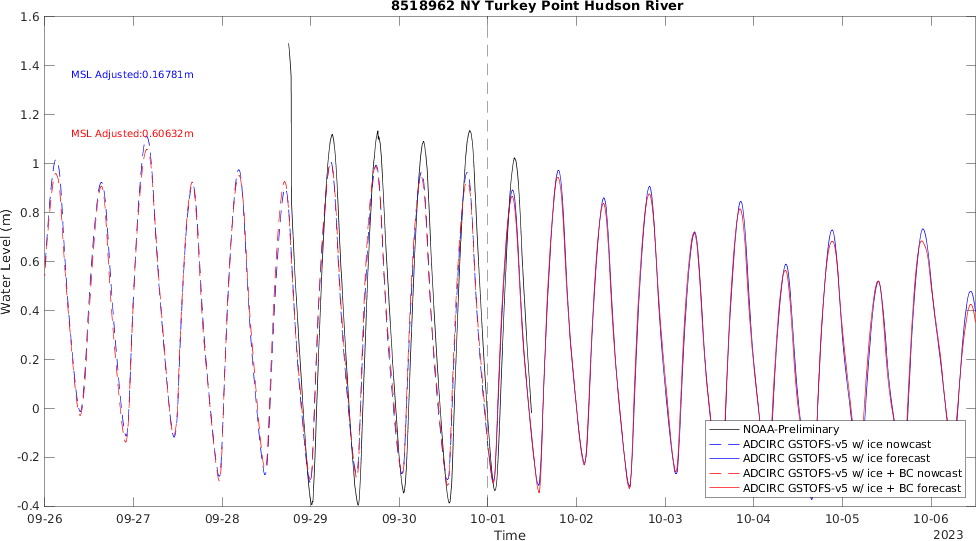 8518962 NY Turkey Point Hudson River
1.6
1.4
1.2
1
0.8
0.6
0.4
0.2
0
-0.2
-0.4
Water Level (m)
MSL Adjusted:0.16781m
MSL Adjusted:0.60632m
NOAA-Preliminary
ADCIRC GSTOFS-v5 w/ ice nowcast
ADCIRC GSTOFS-v5 w/ ice forecast
ADCIRC GSTOFS-v5 w/ ice + BC nowcast
ADCIRC GSTOFS-v5 w/ ice + BC forecast
09-26 09-27 09-28 09-29 09-30 10-01 10-02 10-03 10-04 10-05 10-06
Time
2023